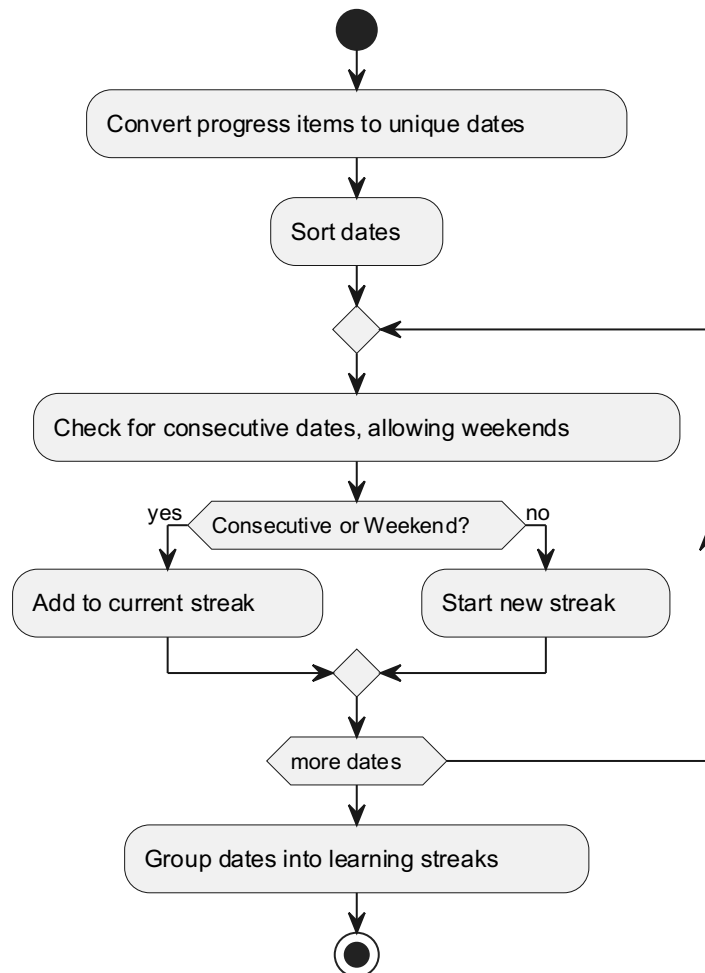 Convert progress items to unique dates
Sort dates
Check for consecutive dates, allowing weekends
yes
Consecutive or Weekend?
no
Add to current streak
Start new streak
more dates
Group dates into learning streaks